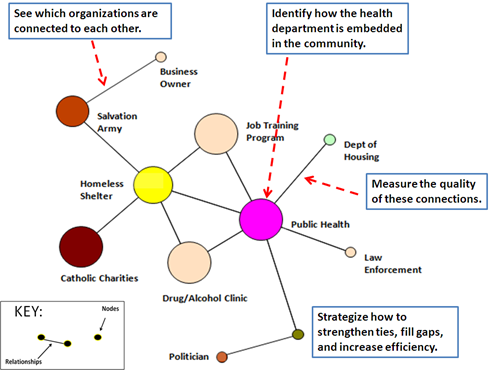 See which organizations are
connected to each other.
Identify how the health
department is embedded
in the community.
Business
Owner
Salvation
Army
Job Training
Program
Dept of
Housing
Homeless
Shelter
Measure the quality
of these connections.
Public Health
Catholic Charities
Law
Enforcement
Drug/Alcohol Clinic
KEY:
Nodes
Relationships
Strategize how to
strengthen ties, fill gaps,
and increase efficiency.
Politician